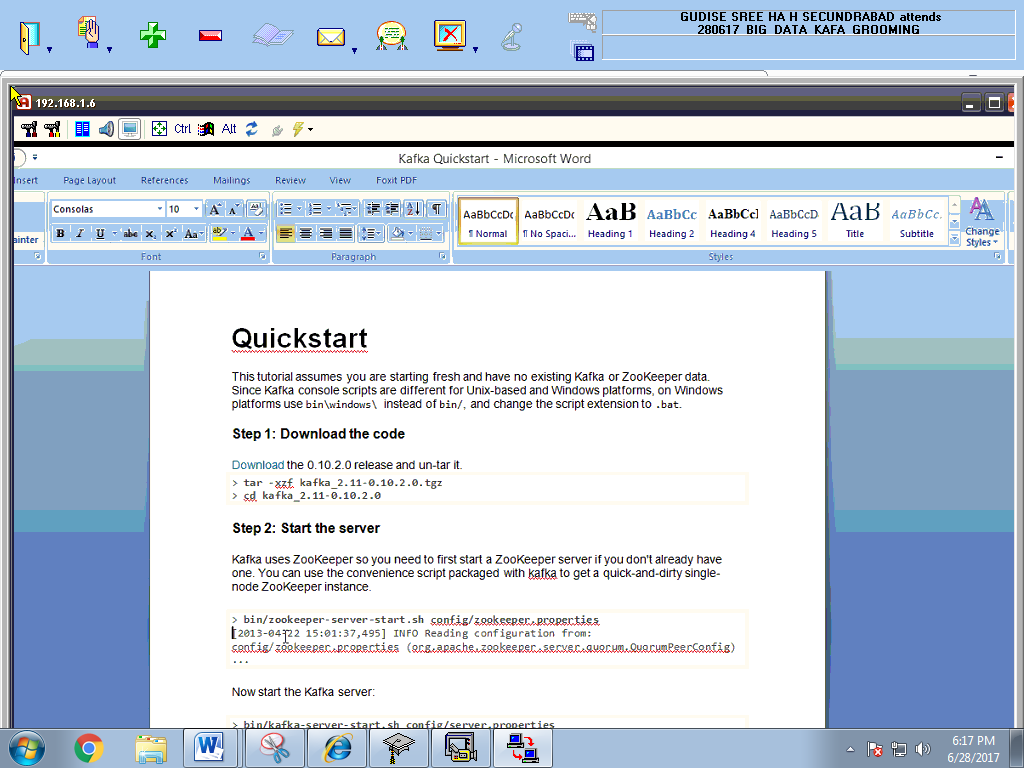 GUDISE SREE HA H SECUNDRABAD attends
280617 BIG DATA KAFA GROOMING
192.168.1.6
Ctrl Alt
Kafka Quickstart - Microsoft Word
Insert Page Layout References Mailings Review View Foxit PDF
Consolas 10
AaBbCcDc AaBbCcDc AaB AaBbCc AaBbCcI AaBbCcD AaB AaBbCc.
¶ Normal ¶ No Spaci... Heading 1 Heading 2 Heading 4 Heading 5 Title Subtitle
Change
Styles
ainter
Font Paragraph Styles
Quickstart
This tutorial assumes you are starting fresh and have no existing Kafka or ZooKeeper data.
Since Kafka console scripts are different for Unix-based and Windows platforms, on Windows
platforms use bin\windows\ instead of bin/, and change the script extension to .bat.
Step 1: Download the code
Download the 0.10.2.0 release and un-tar it.
> tar -xzf kafka_2.11-0.10.2.0.tgz
> cd kafka_2.11-0.10.2.0
Step 2: Start the server
Kafka uses ZooKeeper so you need to first start a ZooKeeper server if you don't already have
one. You can use the convenience script packaged with kafka to get a quick-and-dirty single-
node ZooKeeper instance.
> bin/zookeeper-server-start.sh config/zookeeper.properties
[2013-04-22 15:01:37,495] INFO Reading configuration from:
config/zookeeper.properties (org.apache.zookeeper.server.quorum.QuorumPeerConfig)
...
Now start the Kafka server:
> bin/kafka-server-start.sh config/server.properties
6:17 PM
6/28/2017